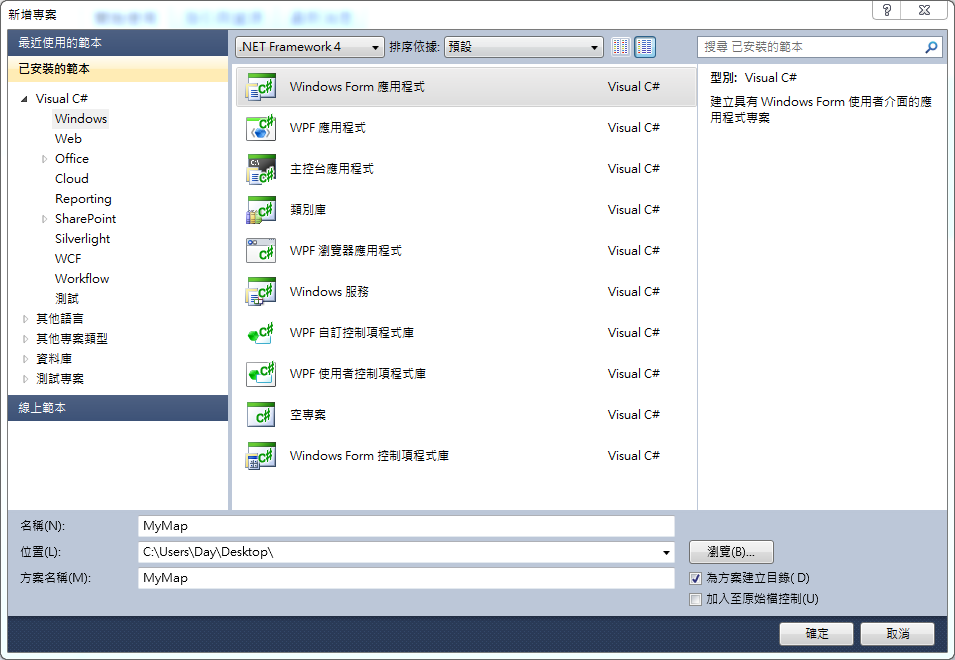 新增專案
最近使用的範本
已安裝的範本
Visual C#
Windows
Web
Office
Cloud
Reporting
SharePoint
Silverlight
WCF
Workflow
測試
其他語言
其他專案類型
資料庫
測試專案
線上範本
.NET Framework 4 排序依據: 預設
Windows Form 應用程式 Visual C#
WPF 應用程式 Visual C#
主控台應用程式 Visual C#
類別庫 Visual C#
WPF 瀏覽器應用程式 Visual C#
Windows 服務 Visual C#
WPF 自訂控制項程式庫 Visual C#
WPF 使用者控制項程式庫 Visual C#
空專案 Visual C#
Windows Form 控制項程式庫 Visual C#
搜尋 已安裝的範本
型別: Visual C#
建立具有 Windows Form 使用者介面的應
用程式專案
名稱(N): MyMap
位置(L): C:\Users\Day\Desktop\ 瀏覽(B)...
方案名稱(M): MyMap 為方案建立目錄(D)
加入至原始檔控制(U)
確定 取消